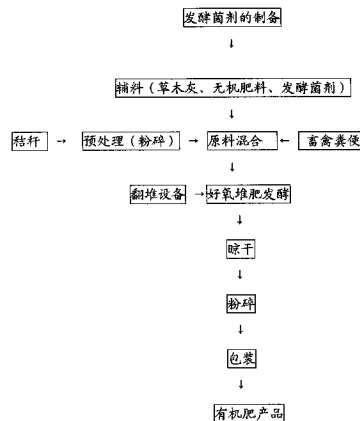 发酵菌剂的制备
辅料（草木灰、无机肥料、发酵菌剂）
秸秆 → 预处理（粉碎） → 原料混合 ← 畜禽粪便
翻堆设备 → 好氧堆肥发酵
晾干
粉碎
包装
有机肥产品